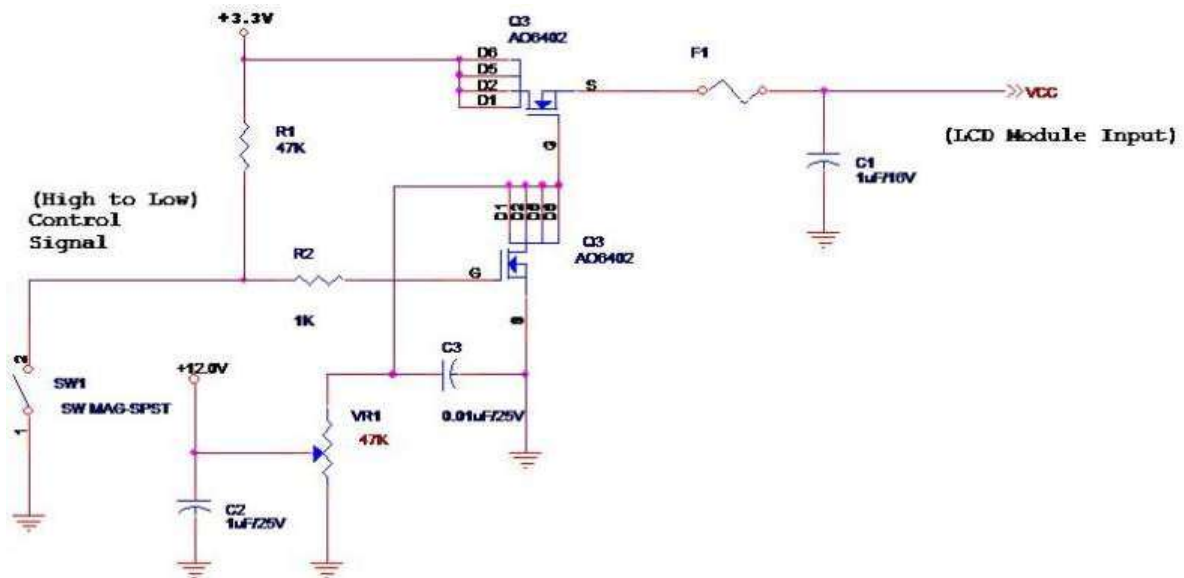 +3.3V
Q3
AO6402
D6
D5
D2
D1
S
F1
VCC
(LCD Module Input)
R1
47K
G
C1
1uF/16V
(High to Low)
Control
Signal
D1
D2
Q3
AO6402
R2
G
1K
S
2
SW1
SW MAG-SPST
1
+12.0V
C3
0.01uF/25V
VR1
47K
C2
1uF/25V